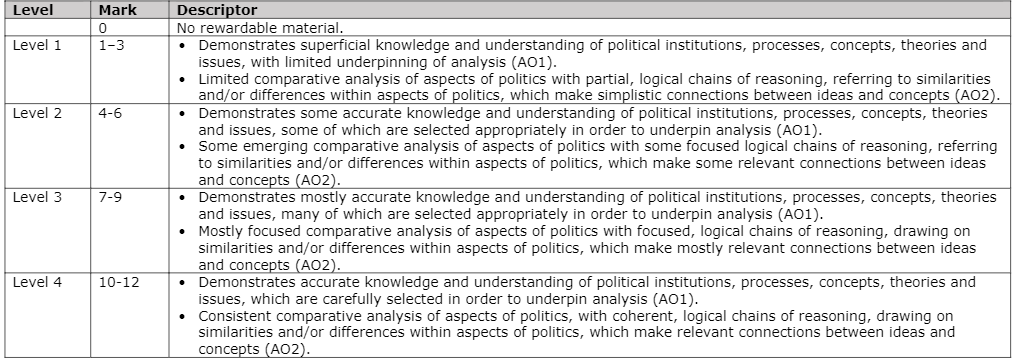 Level Mark Descriptor
0 No rewardable material.
Level 1 1–3 • Demonstrates superficial knowledge and understanding of political institutions, processes, concepts, theories and
issues, with limited underpinning of analysis (AO1).
• Limited comparative analysis of aspects of politics with partial, logical chains of reasoning, referring to similarities
and/or differences within aspects of politics, which make simplistic connections between ideas and concepts (AO2).
Level 2 4-6 • Demonstrates some accurate knowledge and understanding of political institutions, processes, concepts, theories
and issues, some of which are selected appropriately in order to underpin analysis (AO1).
• Some emerging comparative analysis of aspects of politics with some focused logical chains of reasoning, referring
to similarities and/or differences within aspects of politics, which make some relevant connections between ideas
and concepts (AO2).
Level 3 7-9 • Demonstrates mostly accurate knowledge and understanding of political institutions, processes, concepts, theories
and issues, many of which are selected appropriately in order to underpin analysis (AO1).
• Mostly focused comparative analysis of aspects of politics with focused, logical chains of reasoning, drawing on
similarities and/or differences within aspects of politics, which make mostly relevant connections between ideas
and concepts (AO2).
Level 4 10-12 • Demonstrates accurate knowledge and understanding of political institutions, processes, concepts, theories and
issues, which are carefully selected in order to underpin analysis (AO1).
• Consistent comparative analysis of aspects of politics, with coherent, logical chains of reasoning, drawing on
similarities and/or differences within aspects of politics, which make relevant connections between ideas and
concepts (AO2).